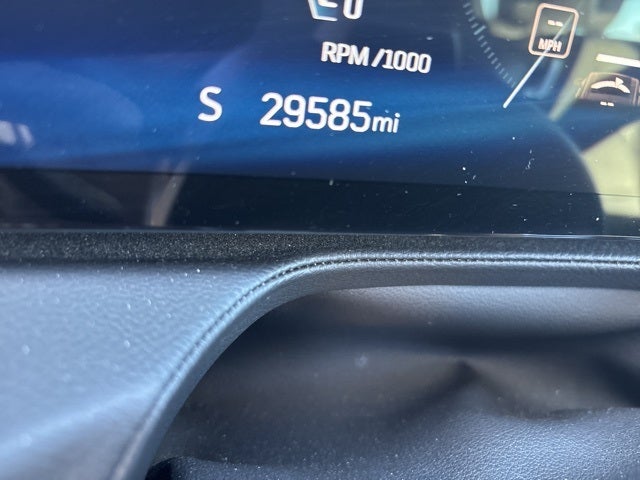 RPM/1000
-- MPH
S 29585mi
--